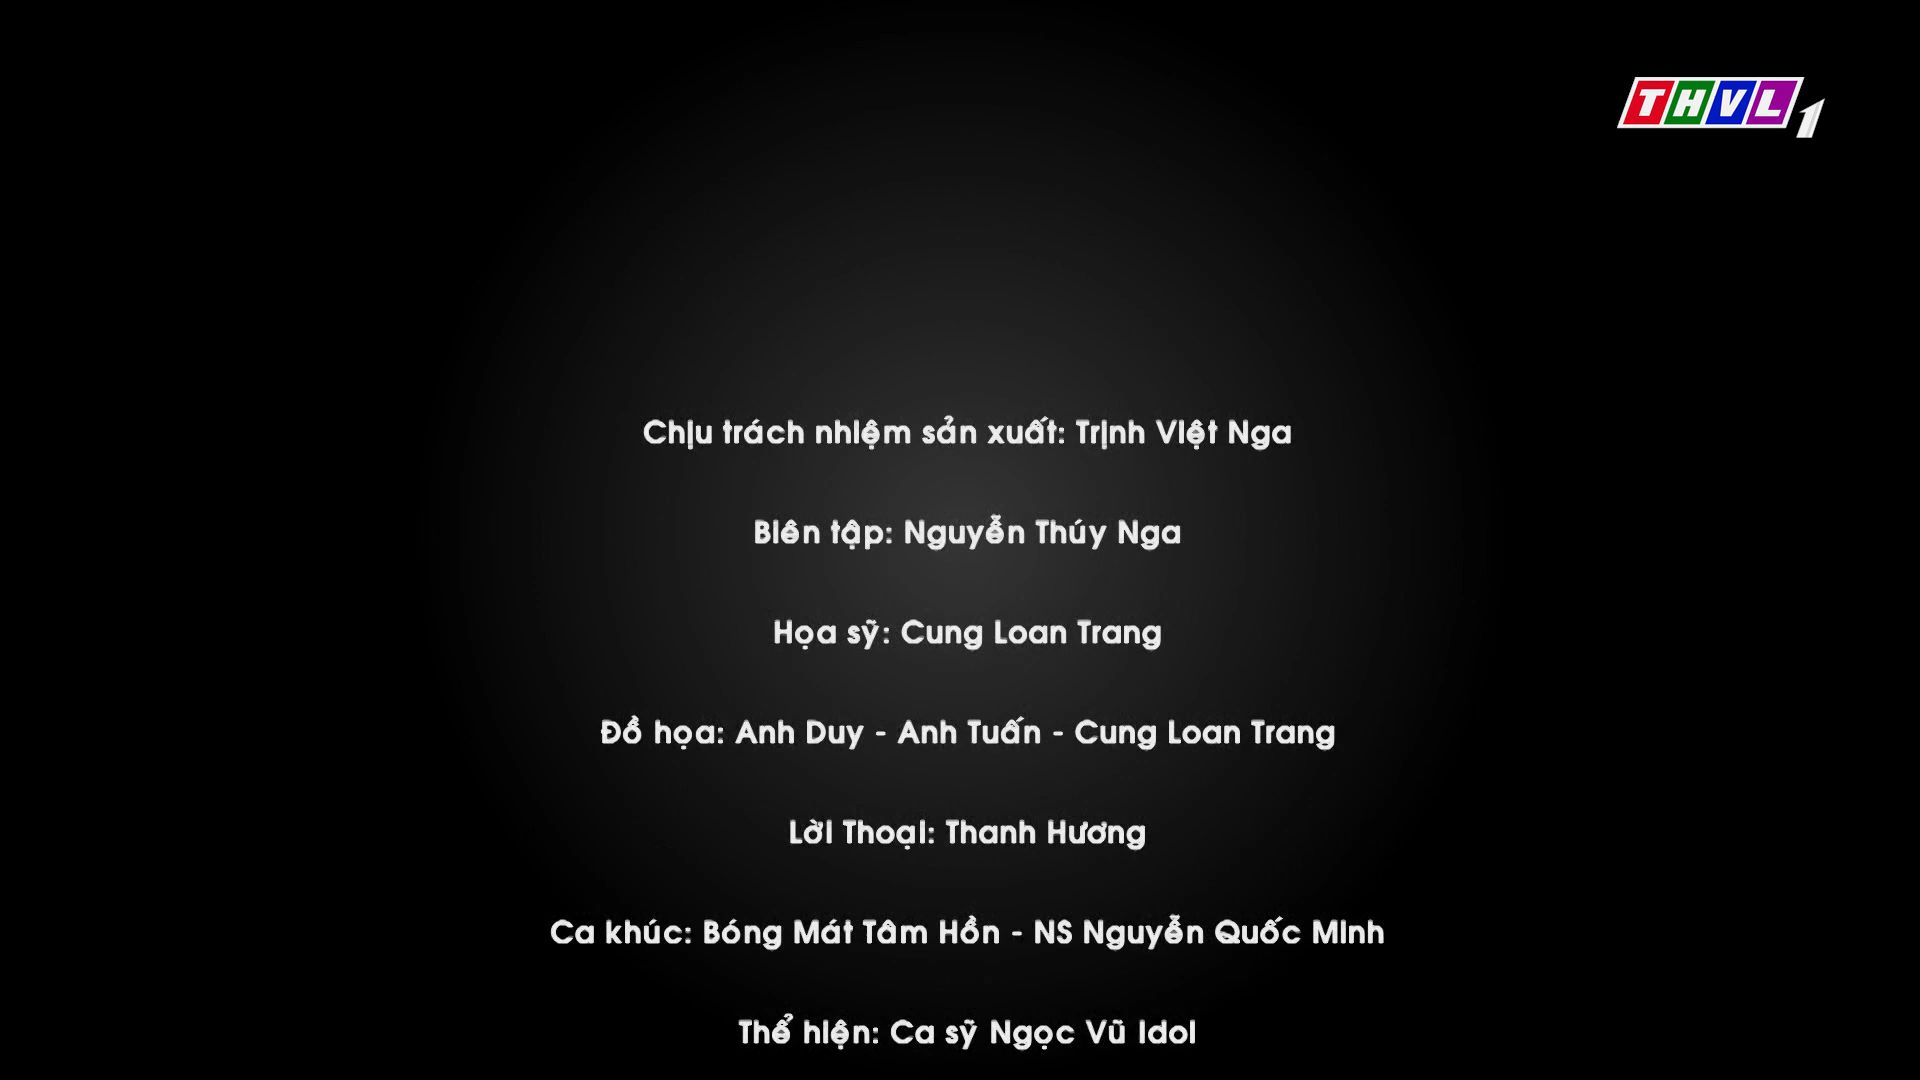 THVL1
Chịu trách nhiệm sản xuất: Trịnh Việt Nga
Biên tập: Nguyễn Thúy Nga
Họa sỹ: Cung Loan Trang
Đồ họa: Anh Duy - Anh Tuấn - Cung Loan Trang
Lời Thoại: Thanh Hương
Ca khúc: Bóng Mát Tâm Hồn - NS Nguyễn Quốc Minh
Thể hiện: Ca sỹ Ngọc Vũ Idol